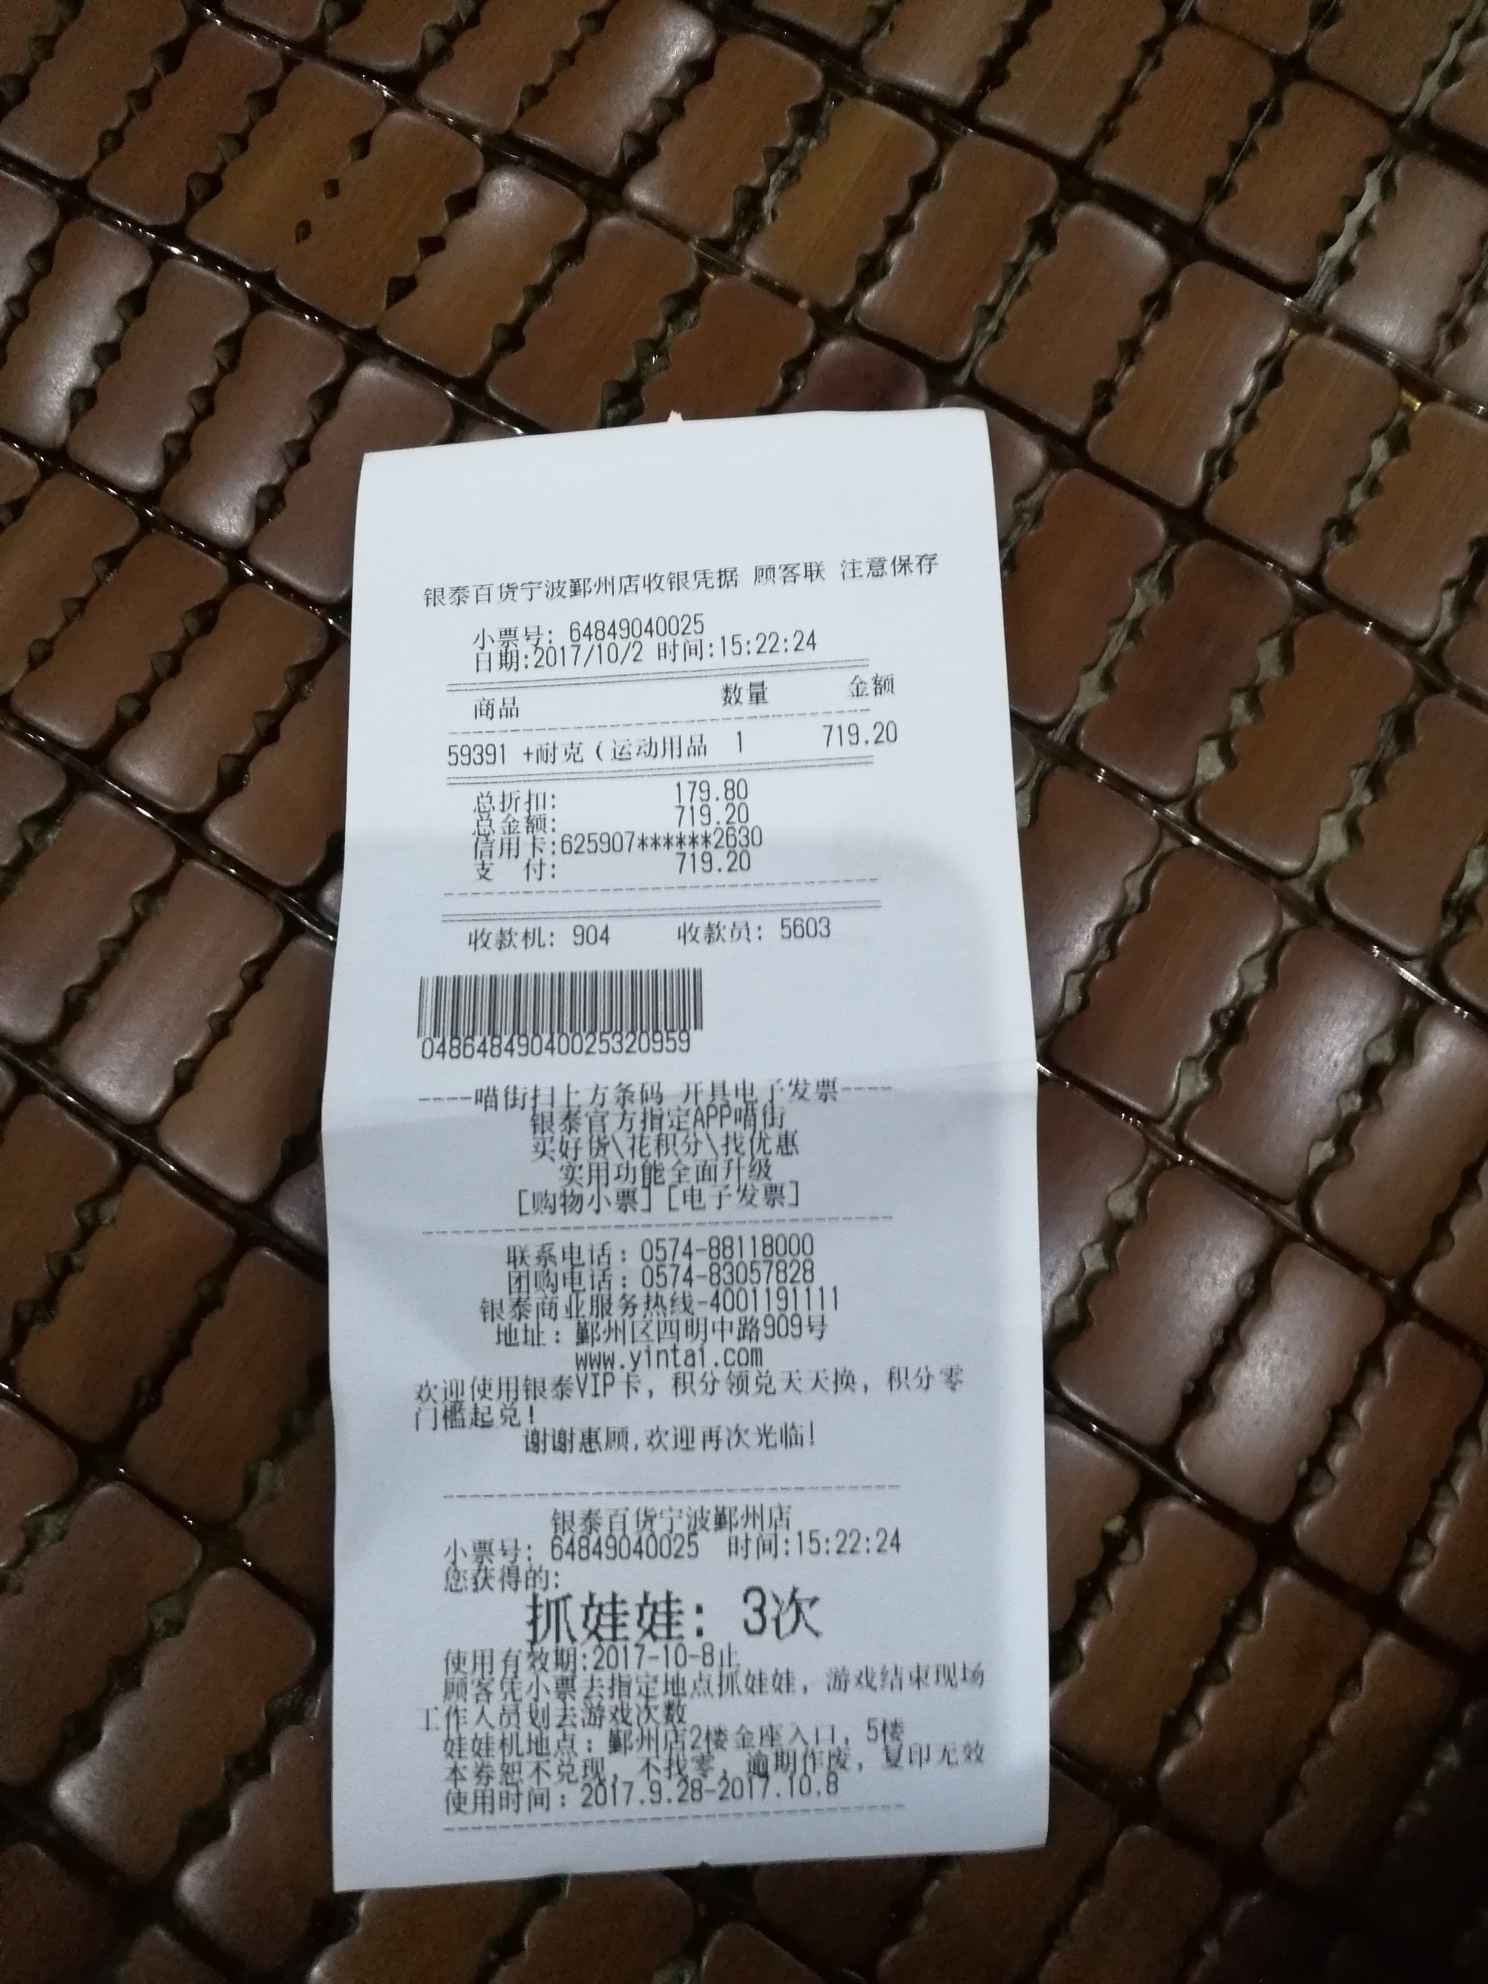 银泰百货宁波鄞州店收银凭据 顾客联 注意保存
小票号: 64849040025
日期:2017/10/2 时间:15:22:24
商品 数量 金额
59391 +耐克(运动用品 1 719.20
总折扣: 179.80
总金额: 719.20
信用卡:625907******2630
支 付: 719.20
收款机: 904 收款员: 5603
04864849040025320959
----喵街扫上方条码 开具电子发票----
银泰官方指定APP喵街
买好货\花积分\找优惠
实用功能全面升级
[购物小票] [电子发票]
联系电话: 0574-88118000
团购电话: 0574-83057828
银泰商业服务热线-4001191111
地址: 鄞州区四明中路909号
www.yintai.com
欢迎使用银泰VIP卡, 积分领兑天天换, 积分零
门槛起兑!
谢谢惠顾,欢迎再次光临!
银泰百货宁波鄞州店
小票号: 64849040025 时间:15:22:24
您获得的:
抓娃娃: 3次
使用有效期:2017-10-8止
顾客凭小票去指定地点抓娃娃, 游戏结束现场
工作人员划去游戏次数
娃娃机地点: 鄞州店2楼金座入口, 5楼
本券恕不兑现, 不找零, 逾期作废, 复印无效
使用时间: 2017.9.28-2017.10.8